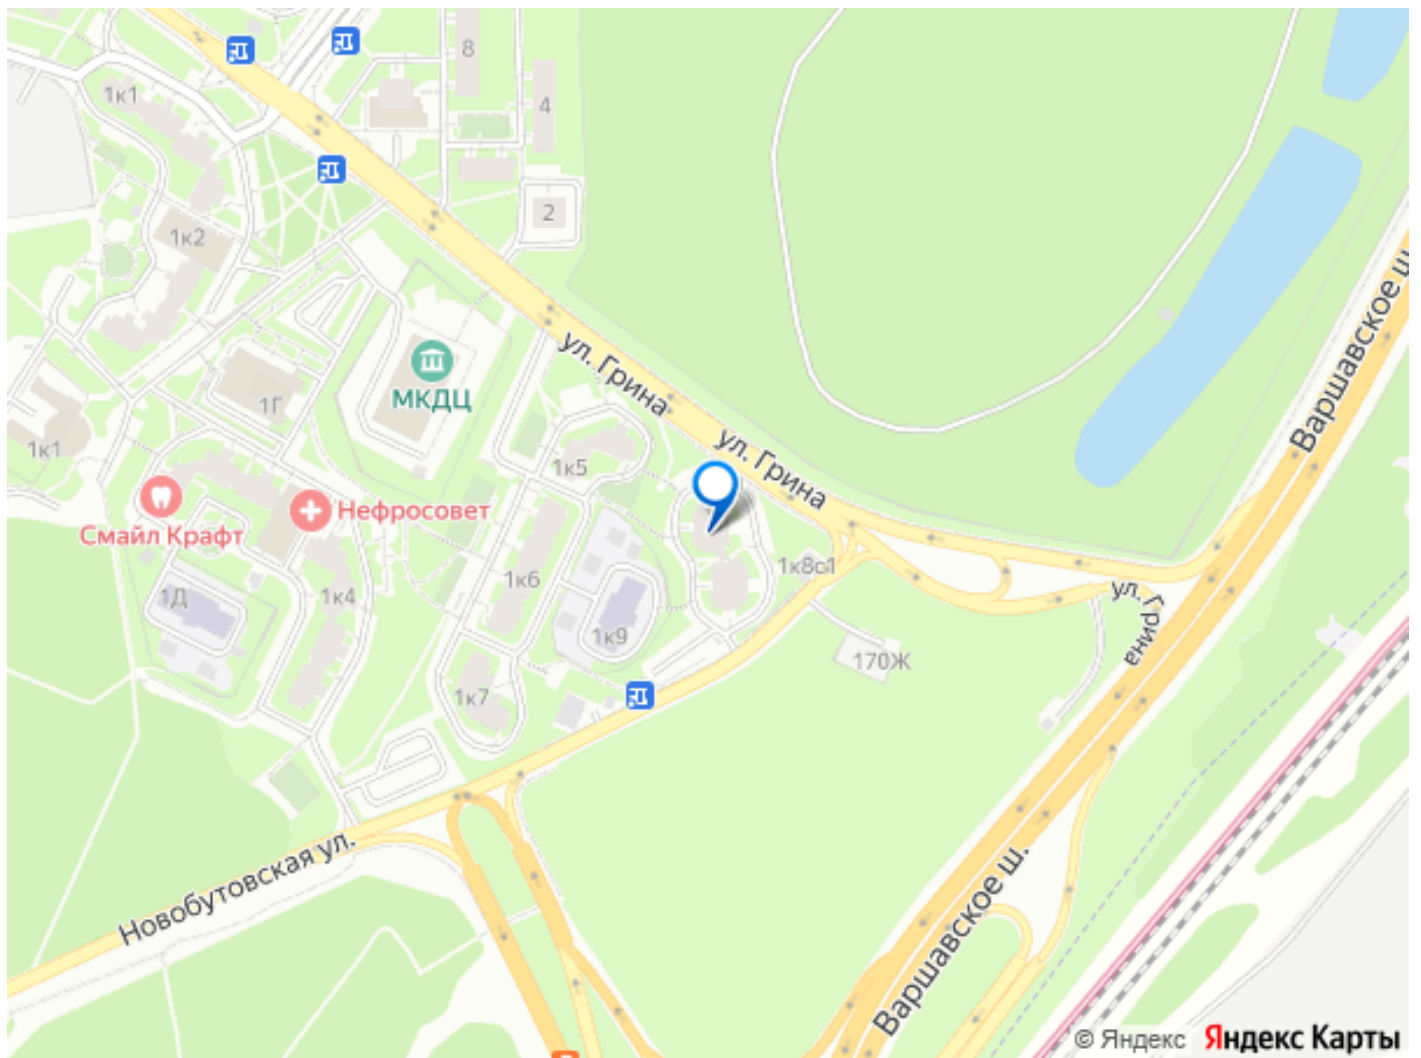 8
1к1
4
1к2
2
ул. Грина
МКДЦ
1Г
Варшавское ш.
1к1
ул. Грина
1к5
Смайл Крафт
Нефросовет
1к6
1к8с1
1Д
1к4
ул. Грина
1к9
170Ж
1к7
Новобутовская ул.
Варшавское ш.
© Яндекс Яндекс Карты